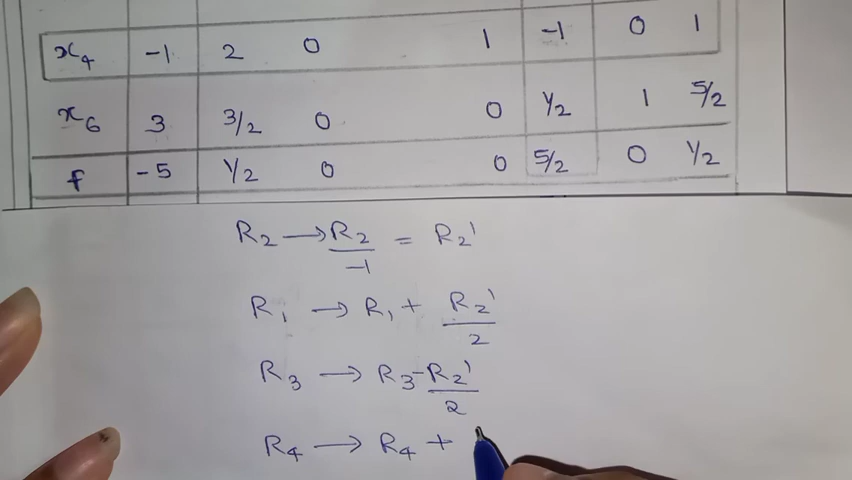 x₄ -1 2 0 1 -1 0 1
x₆ 3 3/2 0 0 1/2 1 5/2
f -5 1/2 0 0 5/2 0 1/2
R₂ → R₂/-1 = R₂'
R₁ → R₁ + R₂'/2
R₃ → R₃ - R₂'/2
R₄ → R₄ +